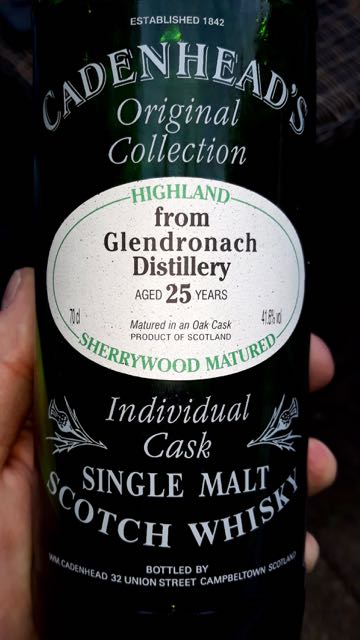 ESTABLISHED 1842
CADENHEAD'S
Original
Collection
HIGHLAND
from
Glendronach
Distillery
AGED 25 YEARS
Matured in an Oak Cask
70cl 41.6% vol
PRODUCT OF SCOTLAND
SHERRYWOOD MATURED
Individual
Cask
SINGLE MALT
SCOTCH WHISKY
BOTTLED BY
WM. CADENHEAD 32 UNION STREET CAMPBELTOWN SCOTLAND